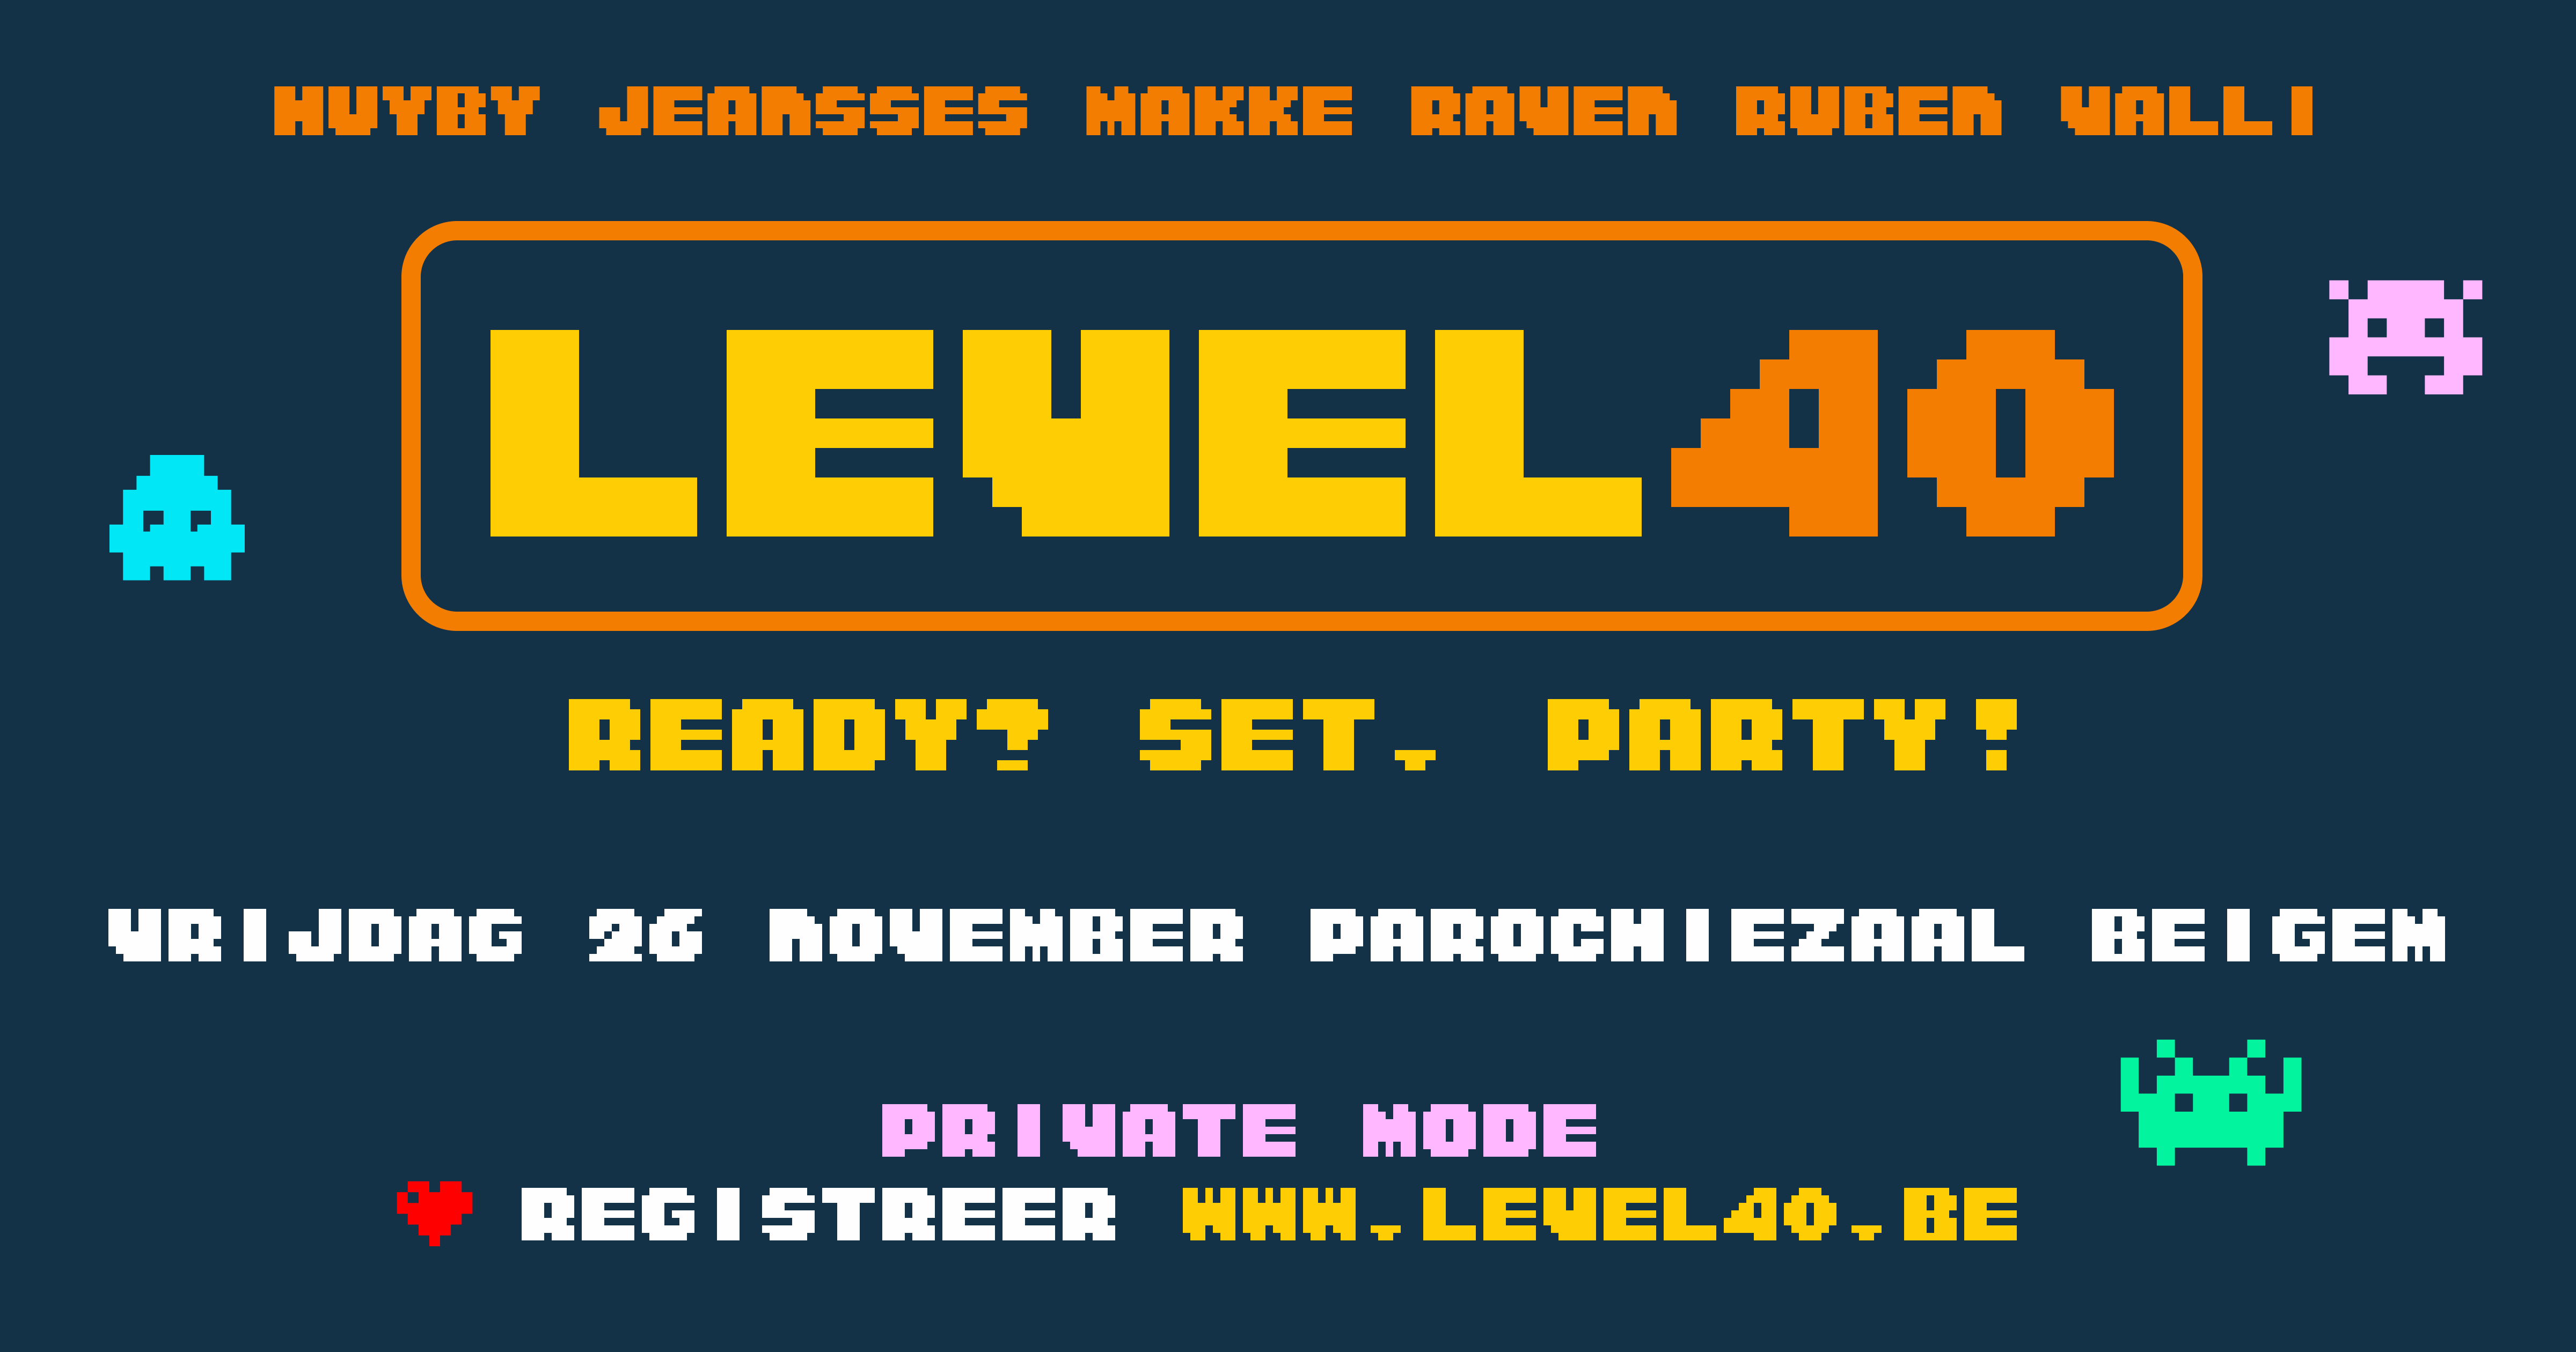 HUYBY JEANSSES MAKKE RAVEN RUBEN VALLI
LEVEL40
READY? SET. PARTY!
VRIJDAG 26 NOVEMBER PAROCHIEZAAL BEIGEM
PRIVATE MODE
REGISTREER WWW.LEVEL40.BE